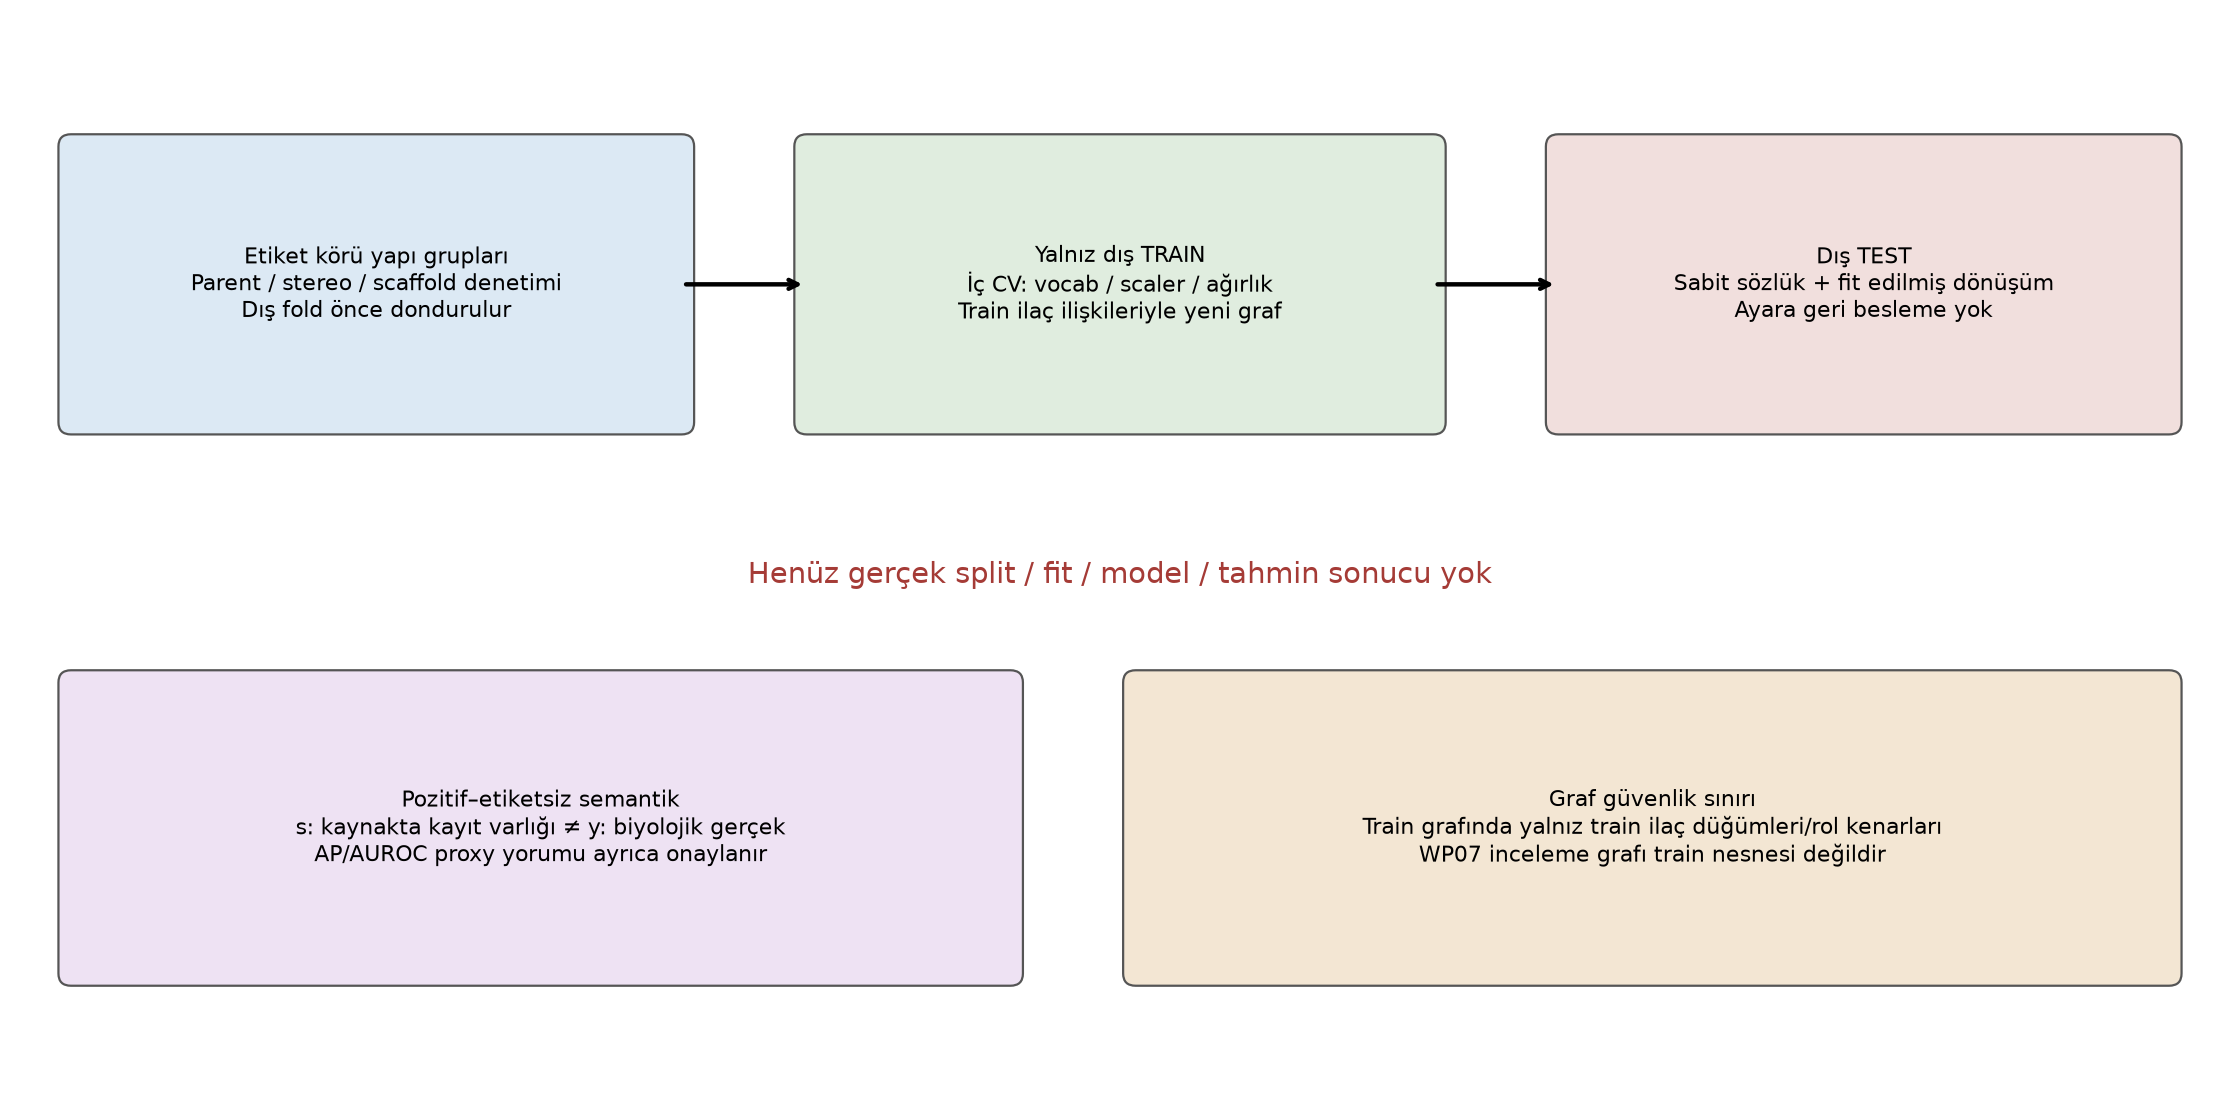 Etiket körü yapı grupları
Parent / stereo / scaffold denetimi
Dış fold önce dondurulur
Yalnız dış TRAIN
İç CV: vocab / scaler / ağırlık
Train ilaç ilişkileriyle yeni graf
Dış TEST
Sabit sözlük + fit edilmiş dönüşüm
Ayara geri besleme yok
Henüz gerçek split / fit / model / tahmin sonucu yok
Pozitif–etiketsiz semantik
s: kaynakta kayıt varlığı ≠ y: biyolojik gerçek
AP/AUROC proxy yorumu ayrıca onaylanır
Graf güvenlik sınırı
Train grafında yalnız train ilaç düğümleri/rol kenarları
WP07 inceleme grafı train nesnesi değildir